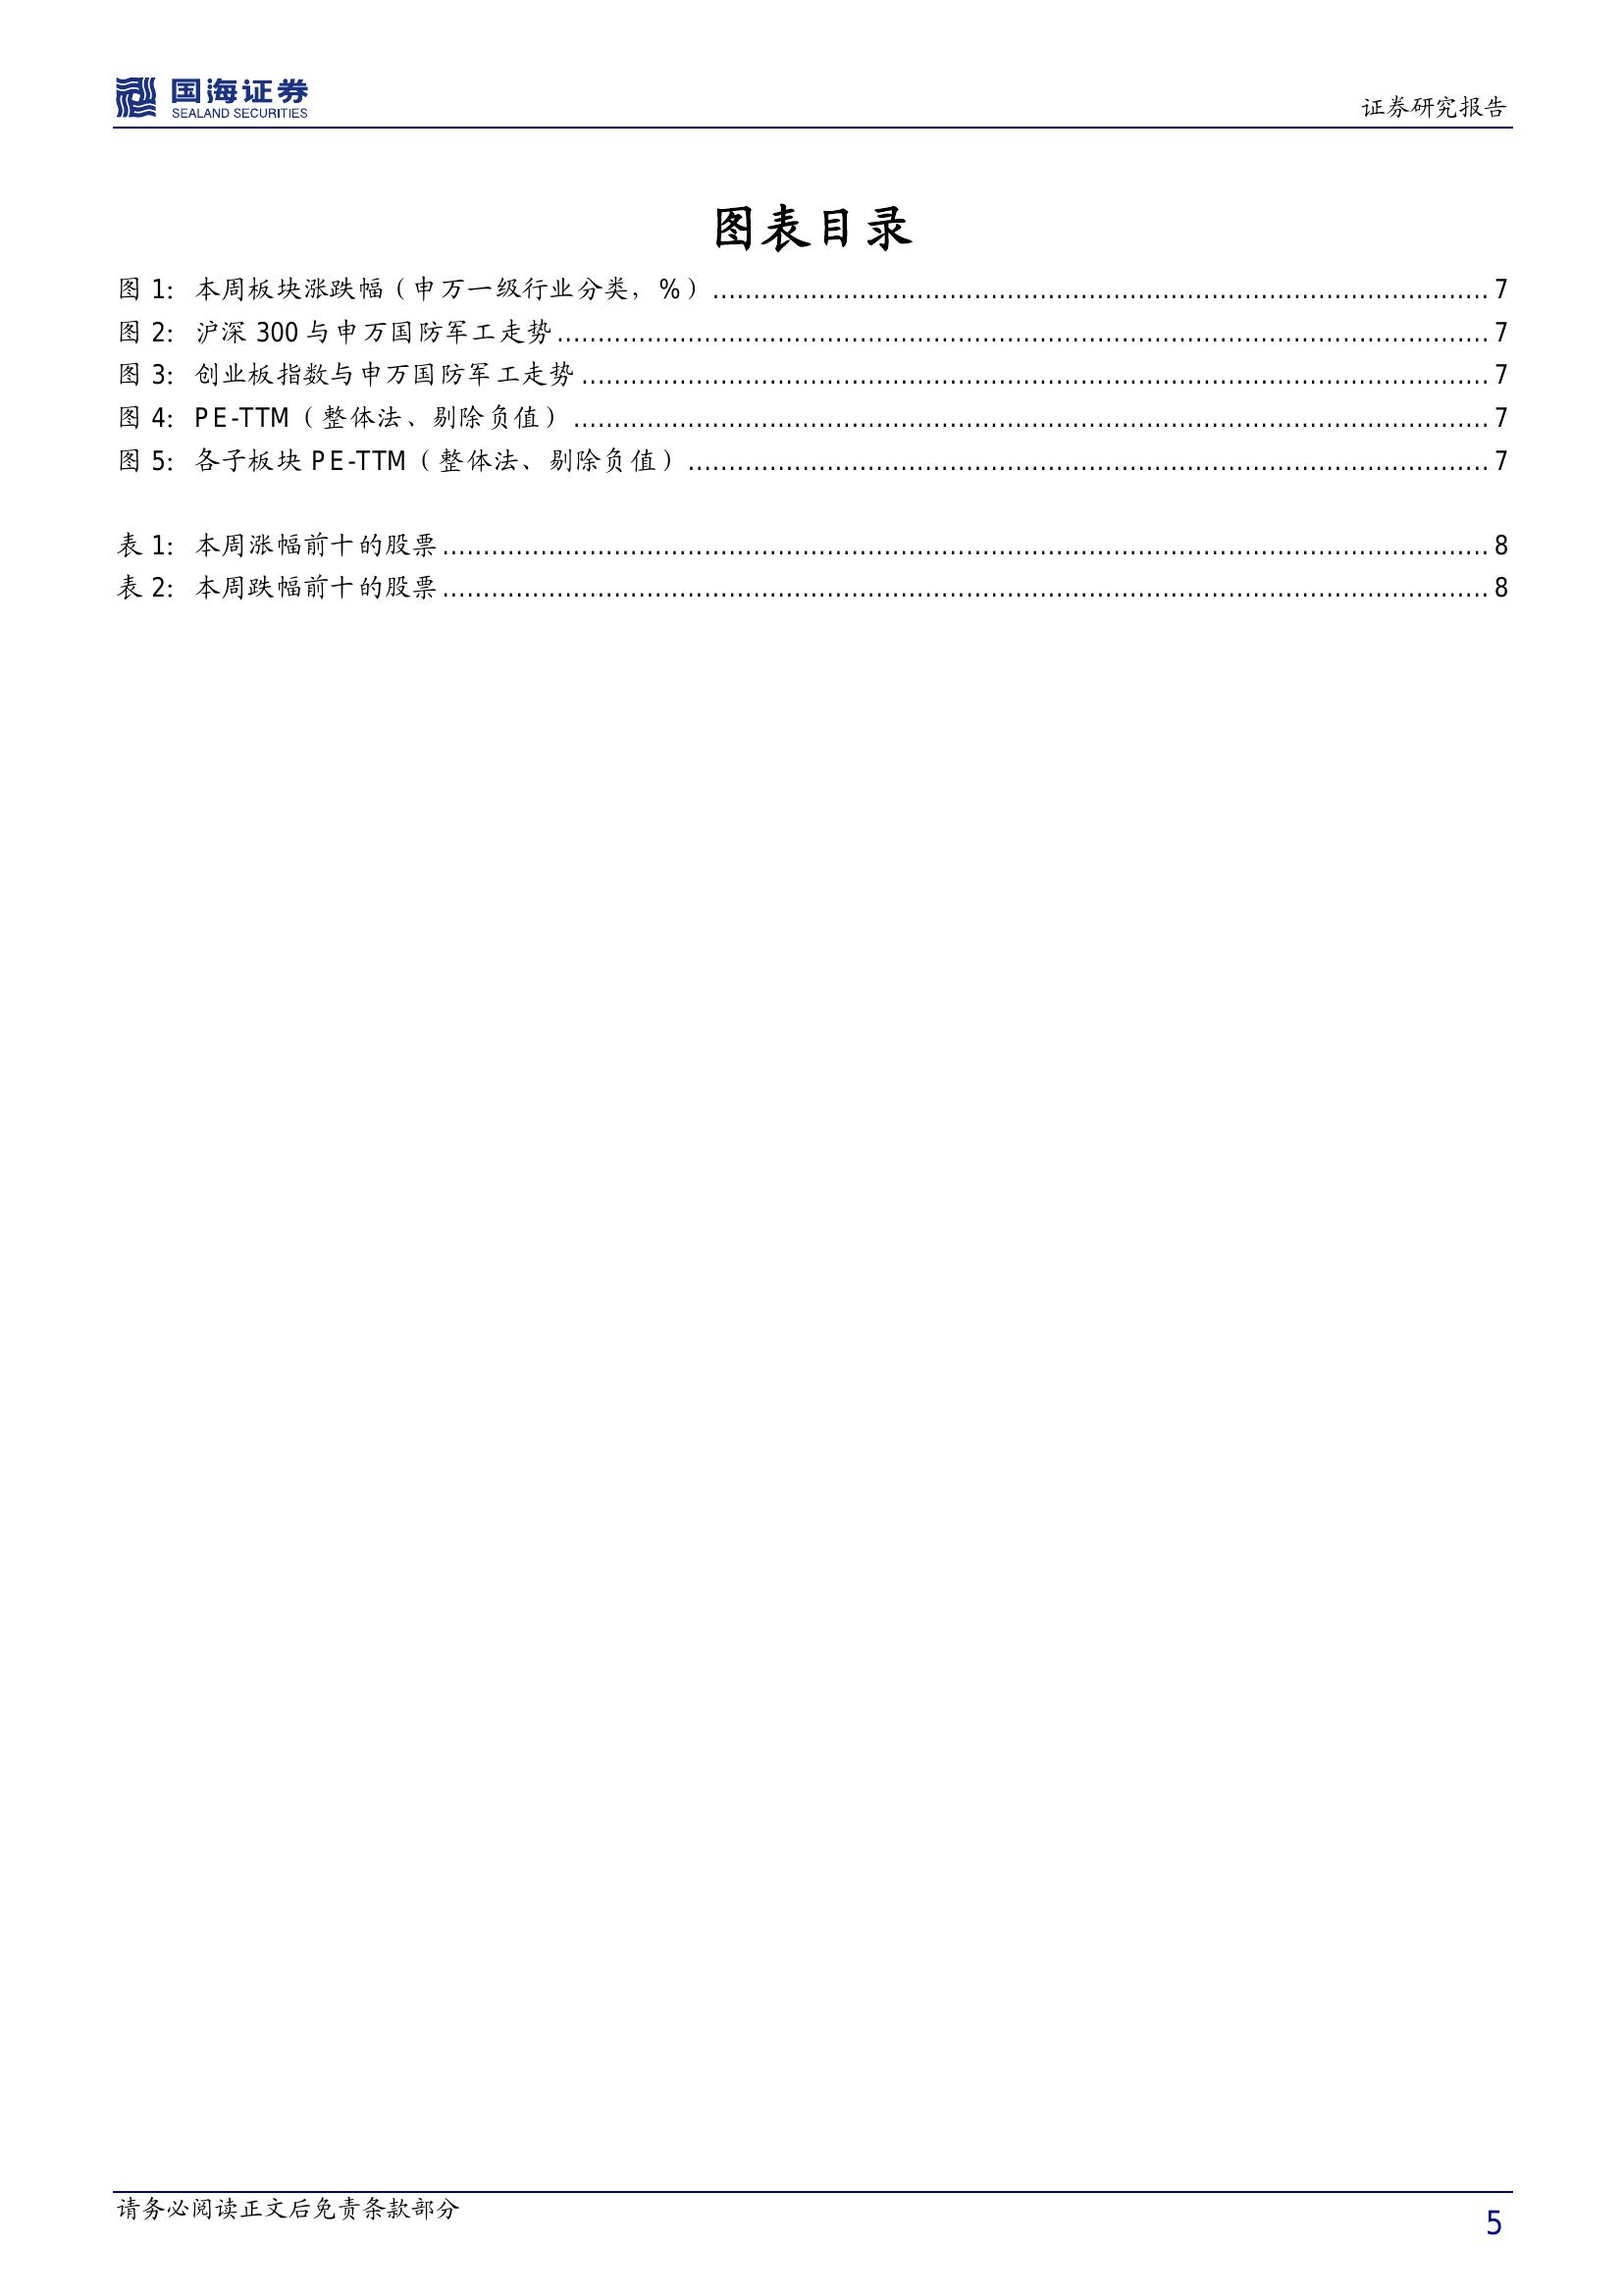 国海证券
SEALAND SECURITIES
证券研究报告
图表目录
图 1: 本周板块涨跌幅（申万一级行业分类，%）........................................ 7
图 2: 沪深 300 与申万国防军工走势........................................ 7
图 3: 创业板指数与申万国防军工走势........................................ 7
图 4: PE-TTM（整体法、剔除负值）........................................ 7
图 5: 各子板块 PE-TTM（整体法、剔除负值）........................................ 7
表 1: 本周涨幅前十的股票........................................ 8
表 2: 本周跌幅前十的股票........................................ 8
请务必阅读正文后免责条款部分
5